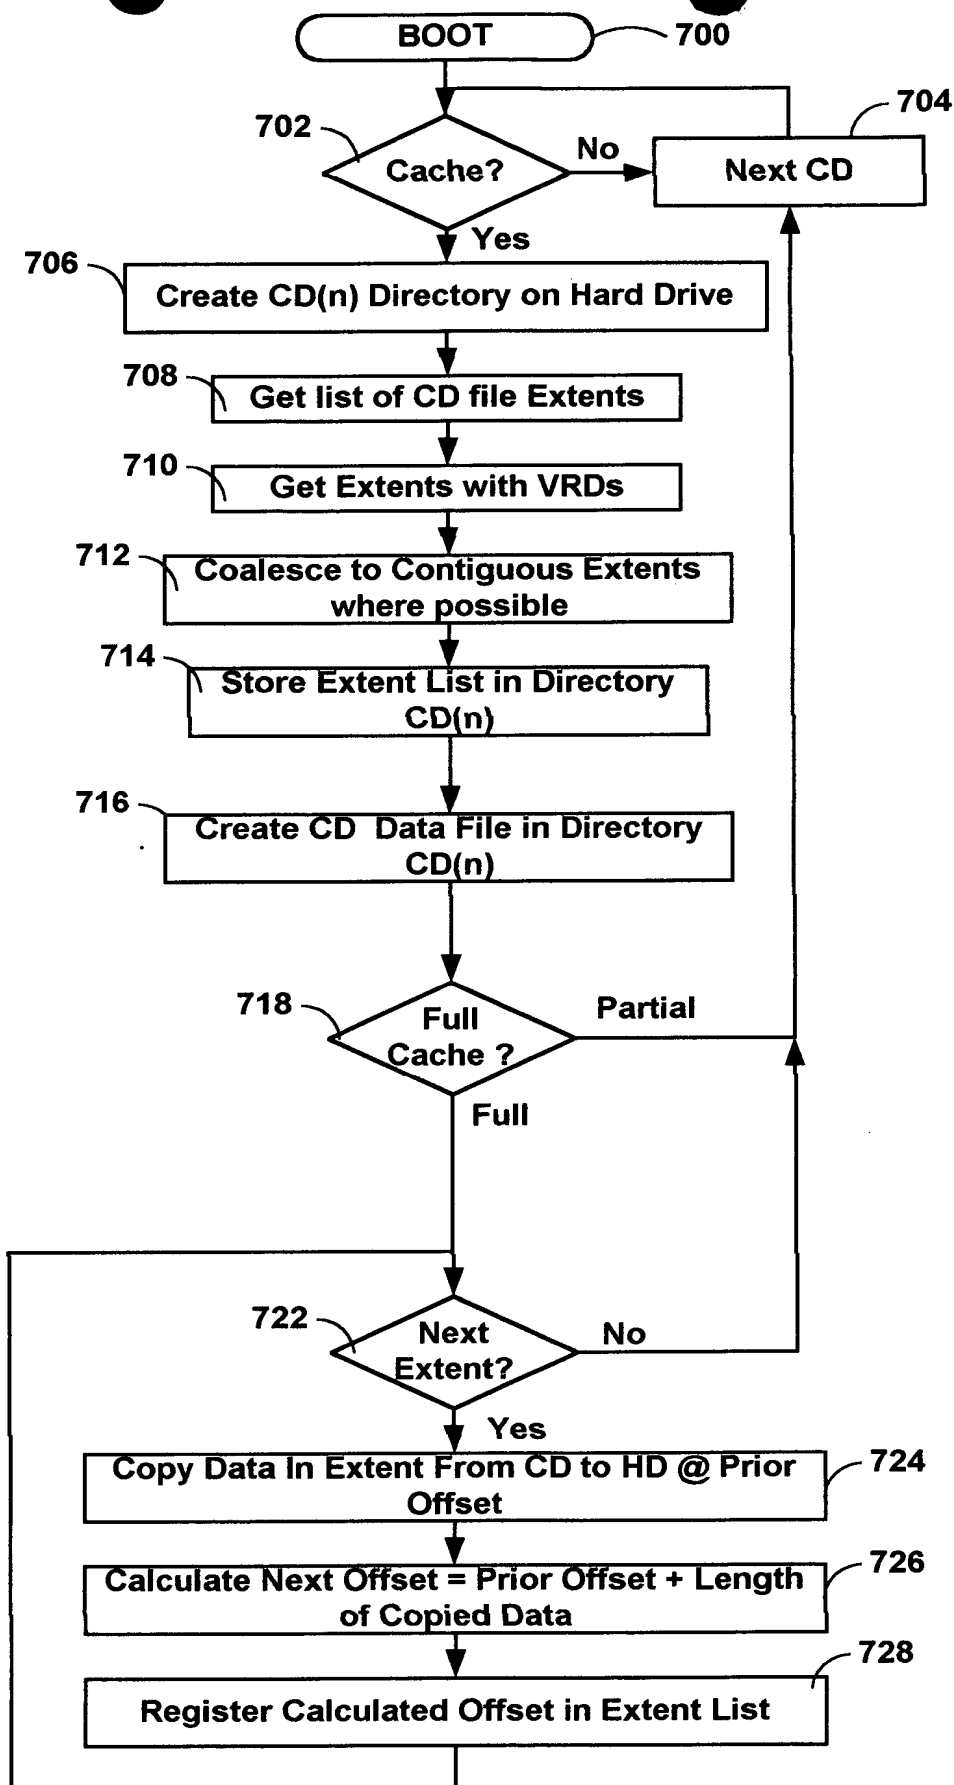 BOOT
700
702
704
Cache?
No
Next CD
Yes
706
Create CD(n) Directory on Hard Drive
708
Get list of CD file Extents
710
Get Extents with VRDs
712
Coalesce to Contiguous Extents
where possible
714
Store Extent List in Directory
CD(n)
716
Create CD Data File in Directory
CD(n)
718
Full
Cache ?
Partial
Full
722
Next
Extent?
No
Yes
Copy Data In Extent From CD to HD @ Prior
Offset
724
Calculate Next Offset = Prior Offset + Length
of Copied Data
726
728
Register Calculated Offset in Extent List